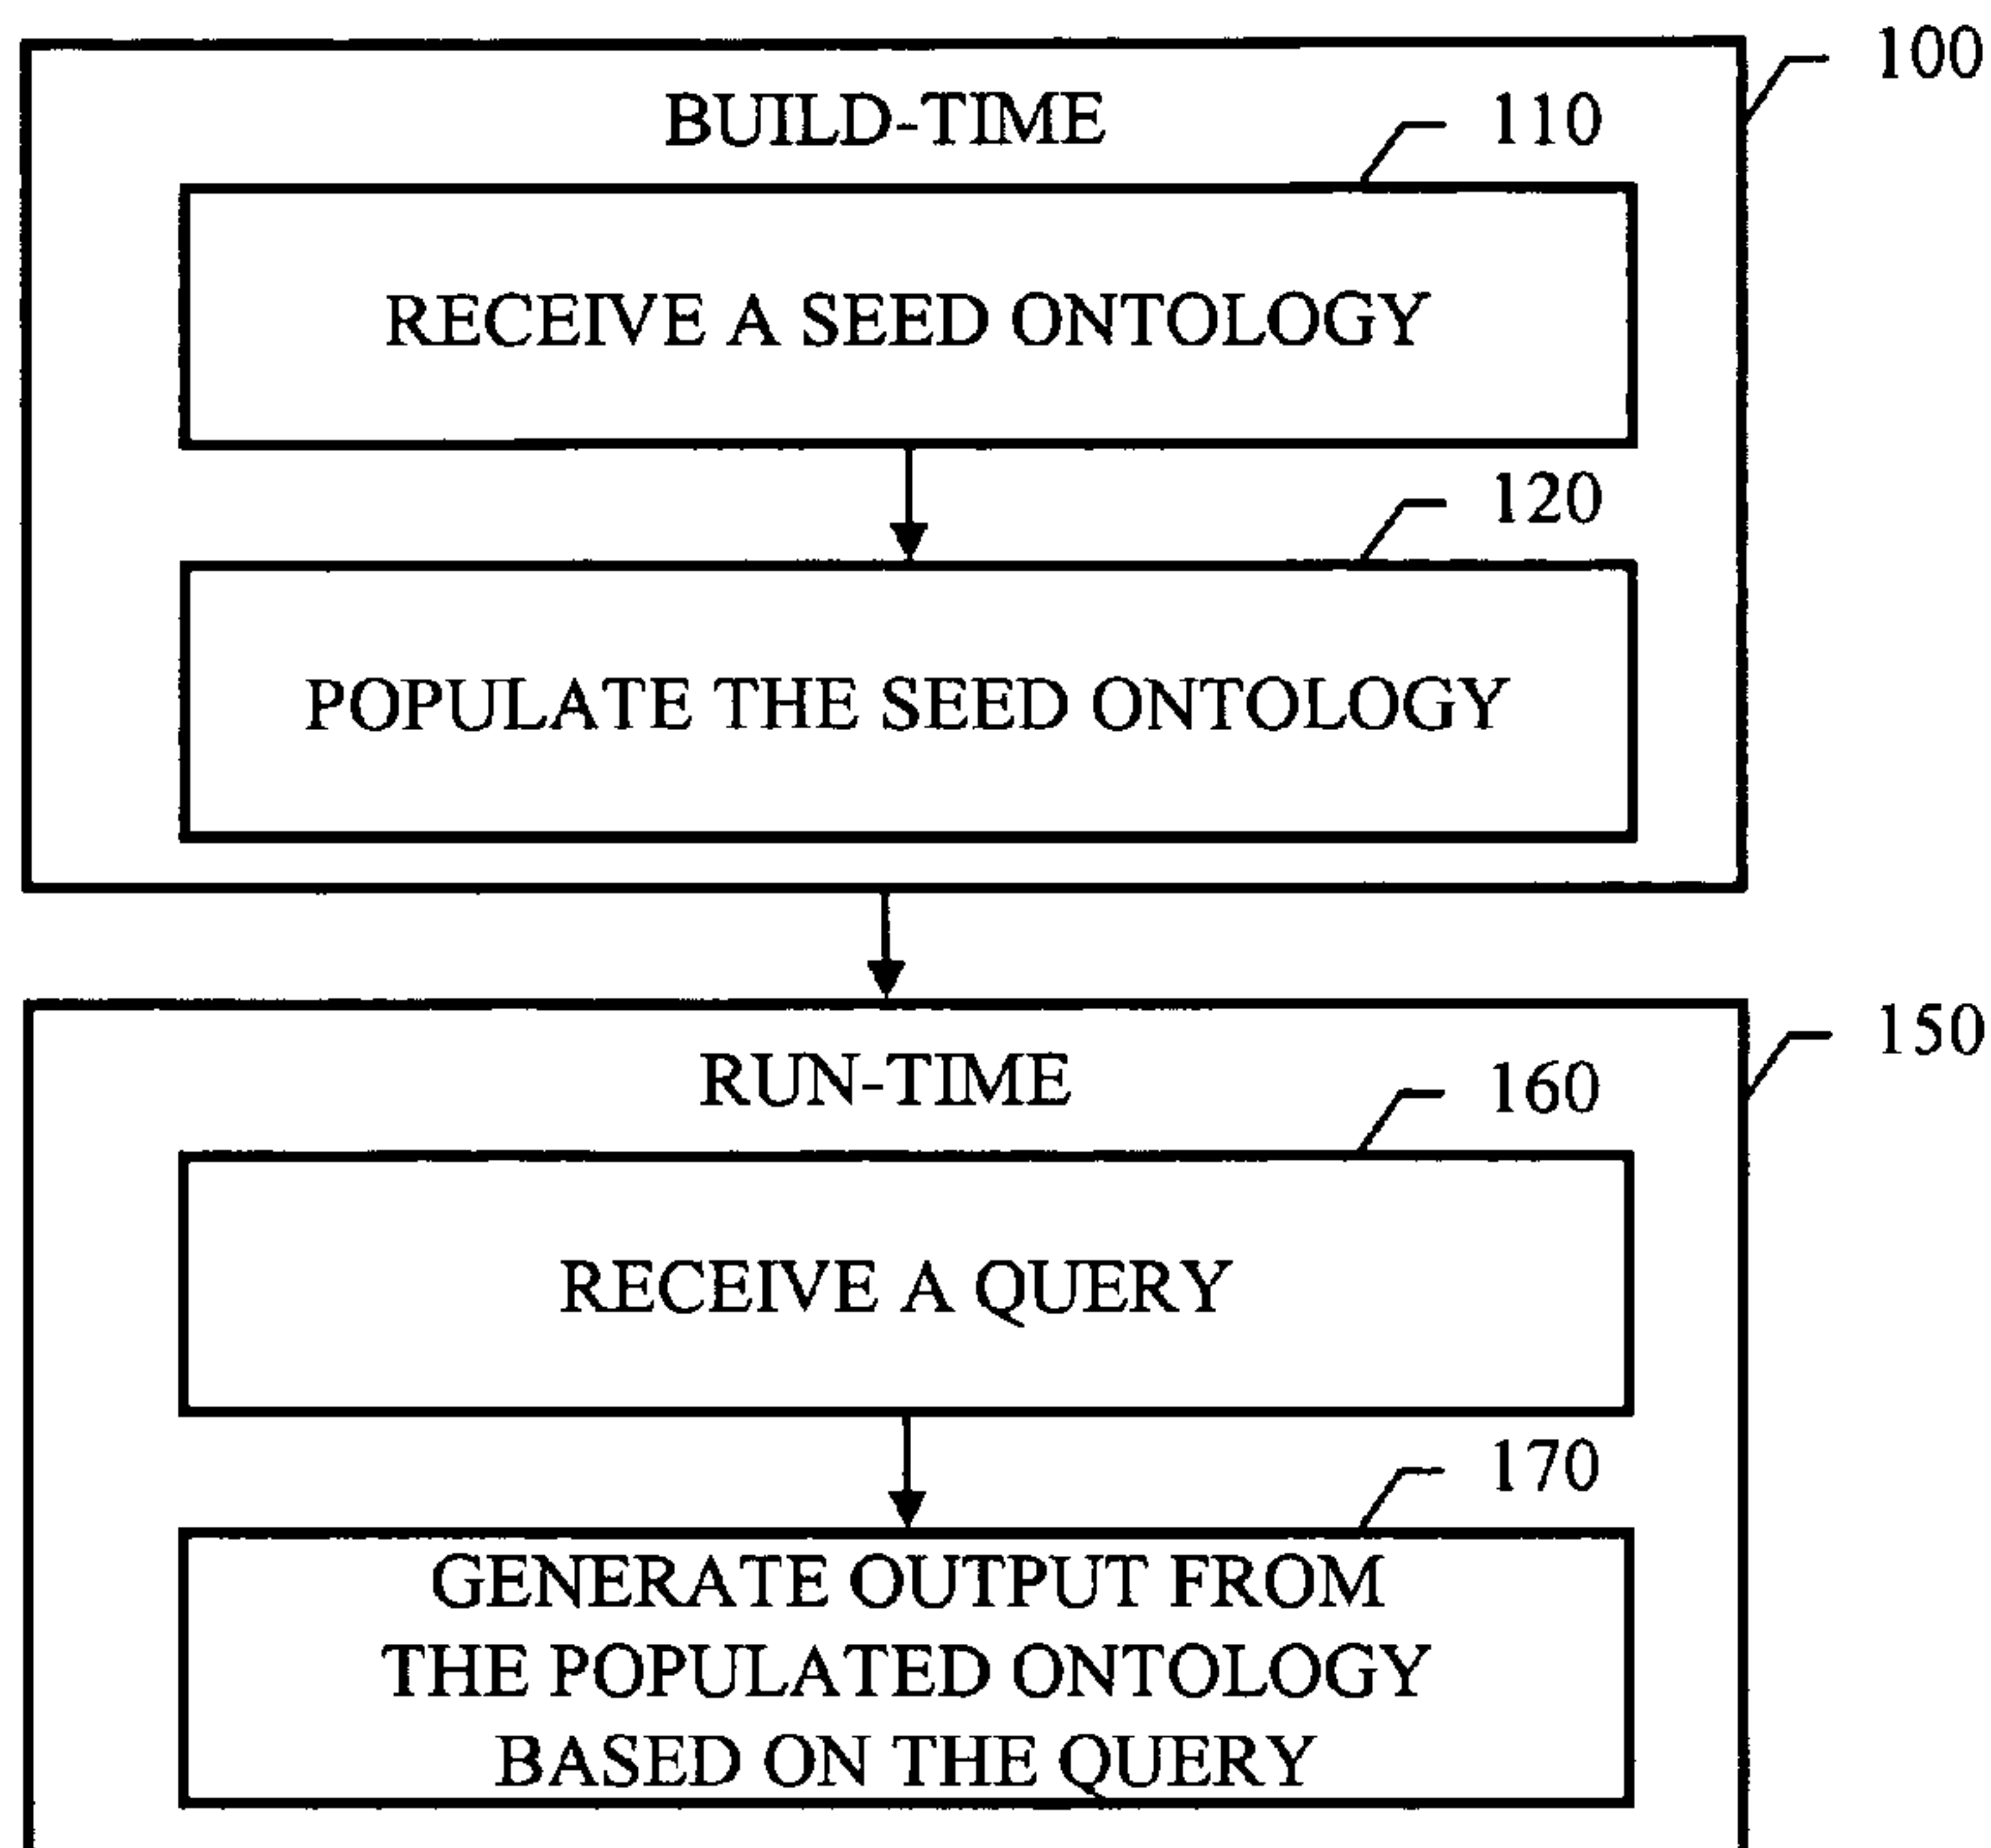 100
BUILD-TIME
110
RECEIVE A SEED ONTOLOGY
120
POPULATE THE SEED ONTOLOGY
150
RUN-TIME
160
RECEIVE A QUERY
170
GENERATE OUTPUT FROM
THE POPULATED ONTOLOGY
BASED ON THE QUERY